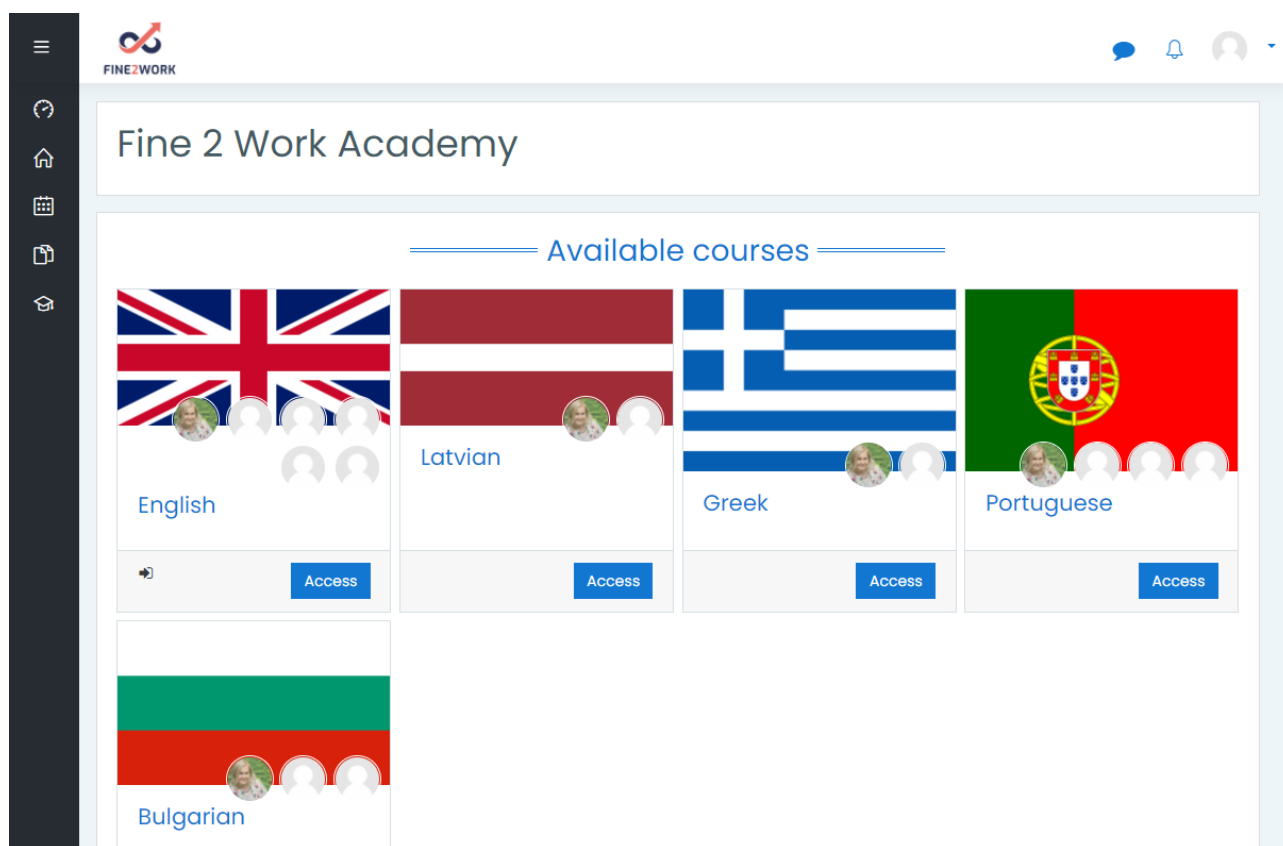 FINE2WORK
Fine 2 Work Academy
Available courses
English
Access
Latvian
Access
Greek
Access
Portuguese
Access
Bulgarian